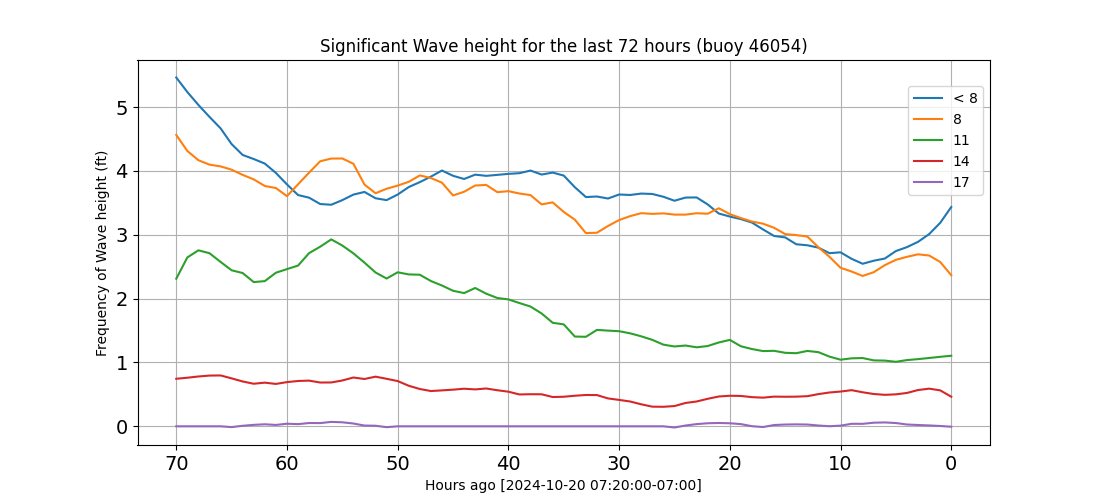 Significant Wave height for the last 72 hours (buoy 46054)
Frequency of Wave height (ft)
5
4
3
2
1
0
< 8
8
11
14
17
70 60 50 40 30 20 10 0
Hours ago [2024-10-20 07:20:00-07:00]